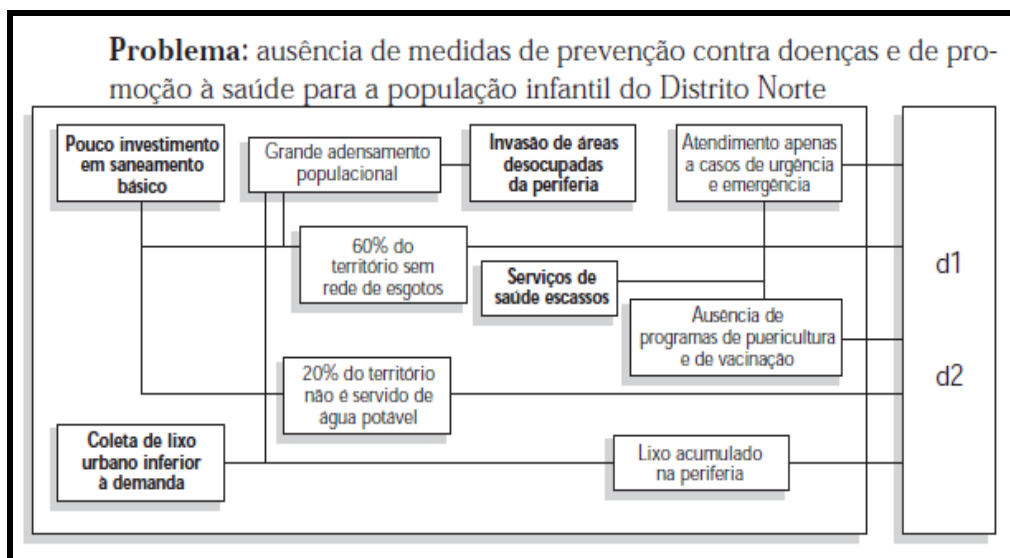 Problema: ausência de medidas de prevenção contra doenças e de pro-
moção à saúde para a população infantil do Distrito Norte
Pouco investimento
em saneamento
básico
Grande adensamento
populacional
Invasão de áreas
desocupadas
da periferia
Atendimento apenas
a casos de urgência
e emergência
60% do
território sem
rede de esgotos
Serviços de
saúde escassos
d1
Ausência de
programas de puericultura
e de vacinação
20% do território
não é servido de
água potável
d2
Coleta de lixo
urbano inferior
à demanda
Lixo acumulado
na periferia